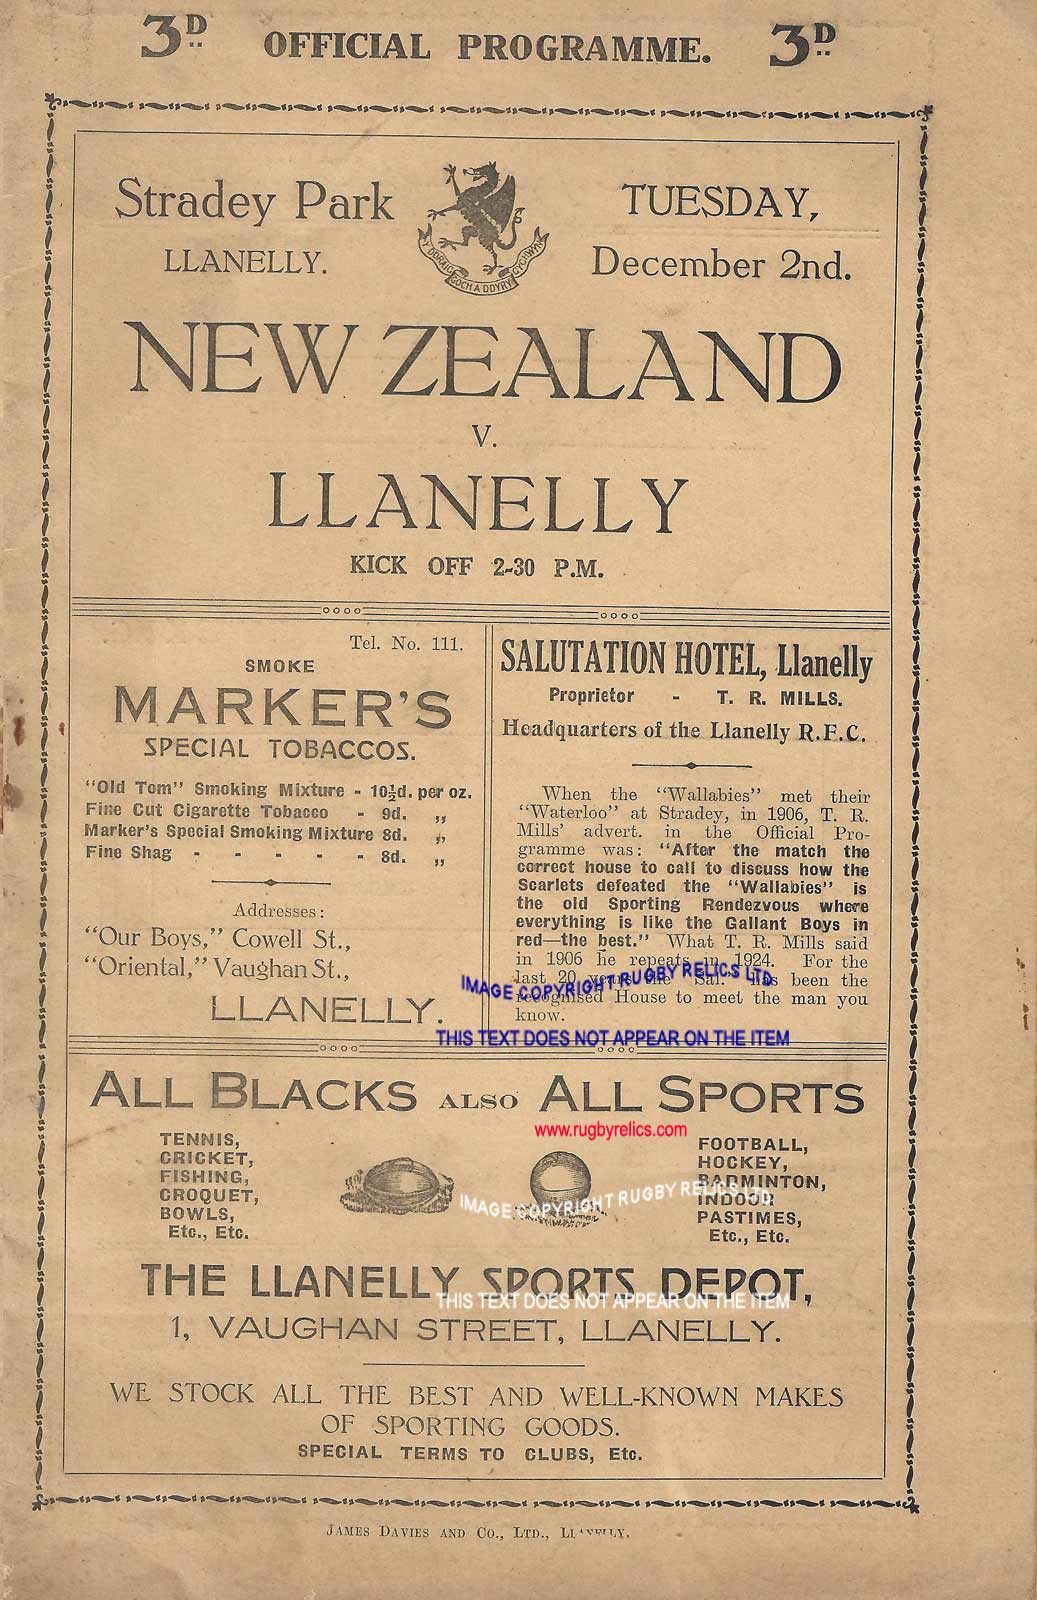 3D OFFICIAL PROGRAMME. 3D
Stradey Park
LLANELLY.
Y DDRAIG GOCH A DDYRY CYCHWYN
TUESDAY,
December 2nd.
NEW ZEALAND
V.
LLANELLY
KICK OFF 2-30 P.M.
Tel. No. 111.
SMOKE
MARKER'S
SPECIAL TOBACCOS.
"Old Tom" Smoking Mixture - 10½d. per oz.
Fine Cut Cigarette Tobacco - 9d. „
Marker's Special Smoking Mixture 8d. „
Fine Shag - - - - - 8d. „
Addresses:
"Our Boys," Cowell St.,
"Oriental," Vaughan St.,
LLANELLY.
SALUTATION HOTEL, Llanelly
Proprietor - T. R. MILLS.
Headquarters of the Llanelly R.F.C.
When the "Wallabies" met their
"Waterloo" at Stradey, in 1906, T. R.
Mills' advert. in the Official Pro-
gramme was: "After the match the
correct house to call to discuss how the
Scarlets defeated the "Wallabies" is
the old Sporting Rendezvous where
everything is like the Gallant Boys in
red—the best." What T. R. Mills said
in 1906 he repeats in 1924. For the
last 20 years the "Sal." has been the
recognised House to meet the man you
know.
IMAGE COPYRIGHT RUGBY RELICS LTD
THIS TEXT DOES NOT APPEAR ON THE ITEM
ALL BLACKS ALSO ALL SPORTS
www.rugbyrelics.com
TENNIS,
CRICKET,
FISHING,
CROQUET,
BOWLS,
Etc., Etc.
FOOTBALL,
HOCKEY,
BADMINTON,
INDOOR
PASTIMES,
Etc., Etc.
IMAGE COPYRIGHT RUGBY RELICS LTD
THE LLANELLY SPORTS DEPOT,
THIS TEXT DOES NOT APPEAR ON THE ITEM
1, VAUGHAN STREET, LLANELLY.
WE STOCK ALL THE BEST AND WELL-KNOWN MAKES
OF SPORTING GOODS.
SPECIAL TERMS TO CLUBS, Etc.
JAMES DAVIES AND CO., LTD., LLANELLY.